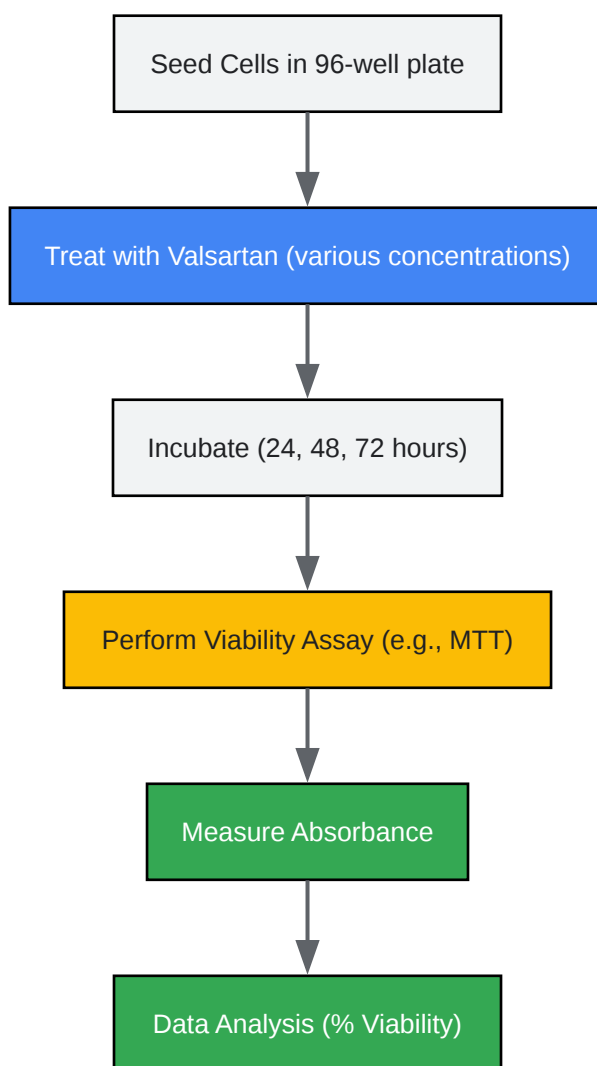 Seed Cells in 96-well plate
Treat with Valsartan (various concentrations)
Incubate (24, 48, 72 hours)
Perform Viability Assay (e.g., MTT)
Measure Absorbance
Data Analysis (% Viability)